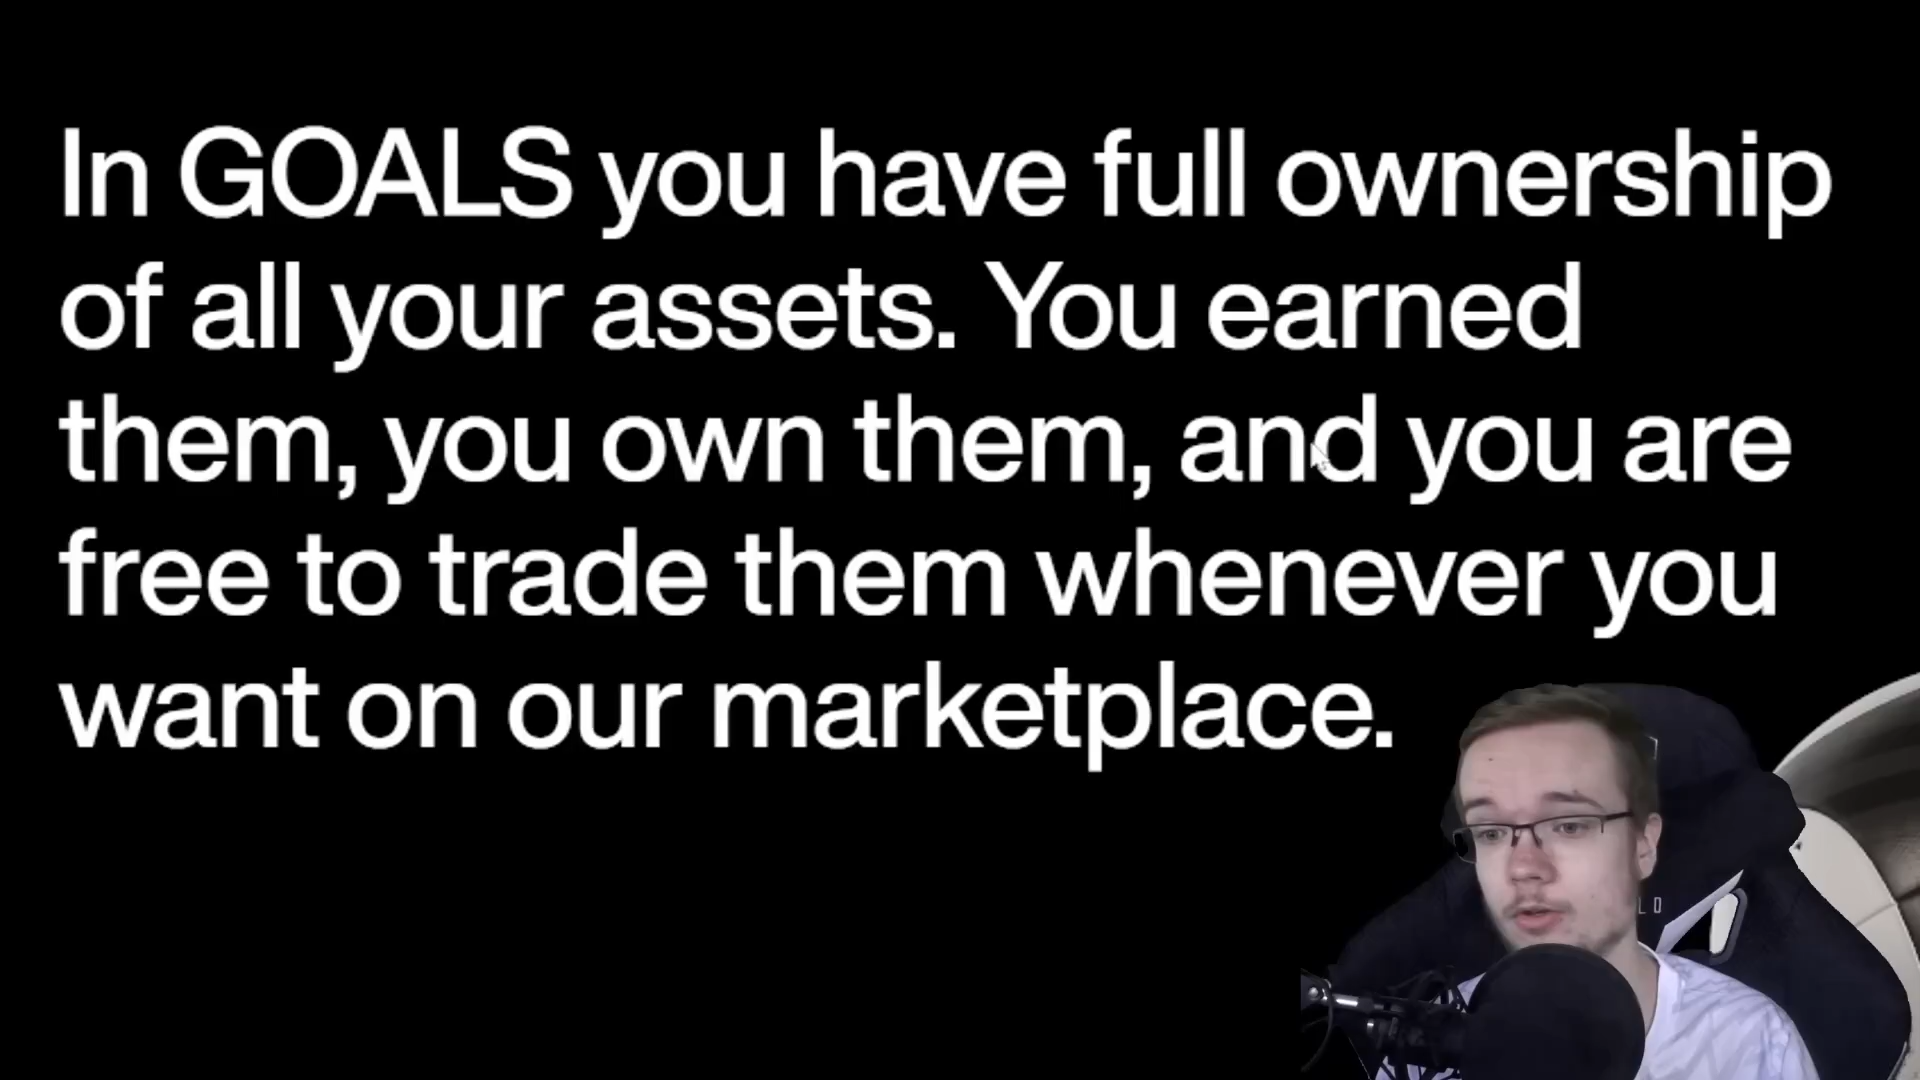 In GOALS you have full ownership
of all your assets. You earned
them, you own them, and you are
free to trade them whenever you
want on our marketplace.